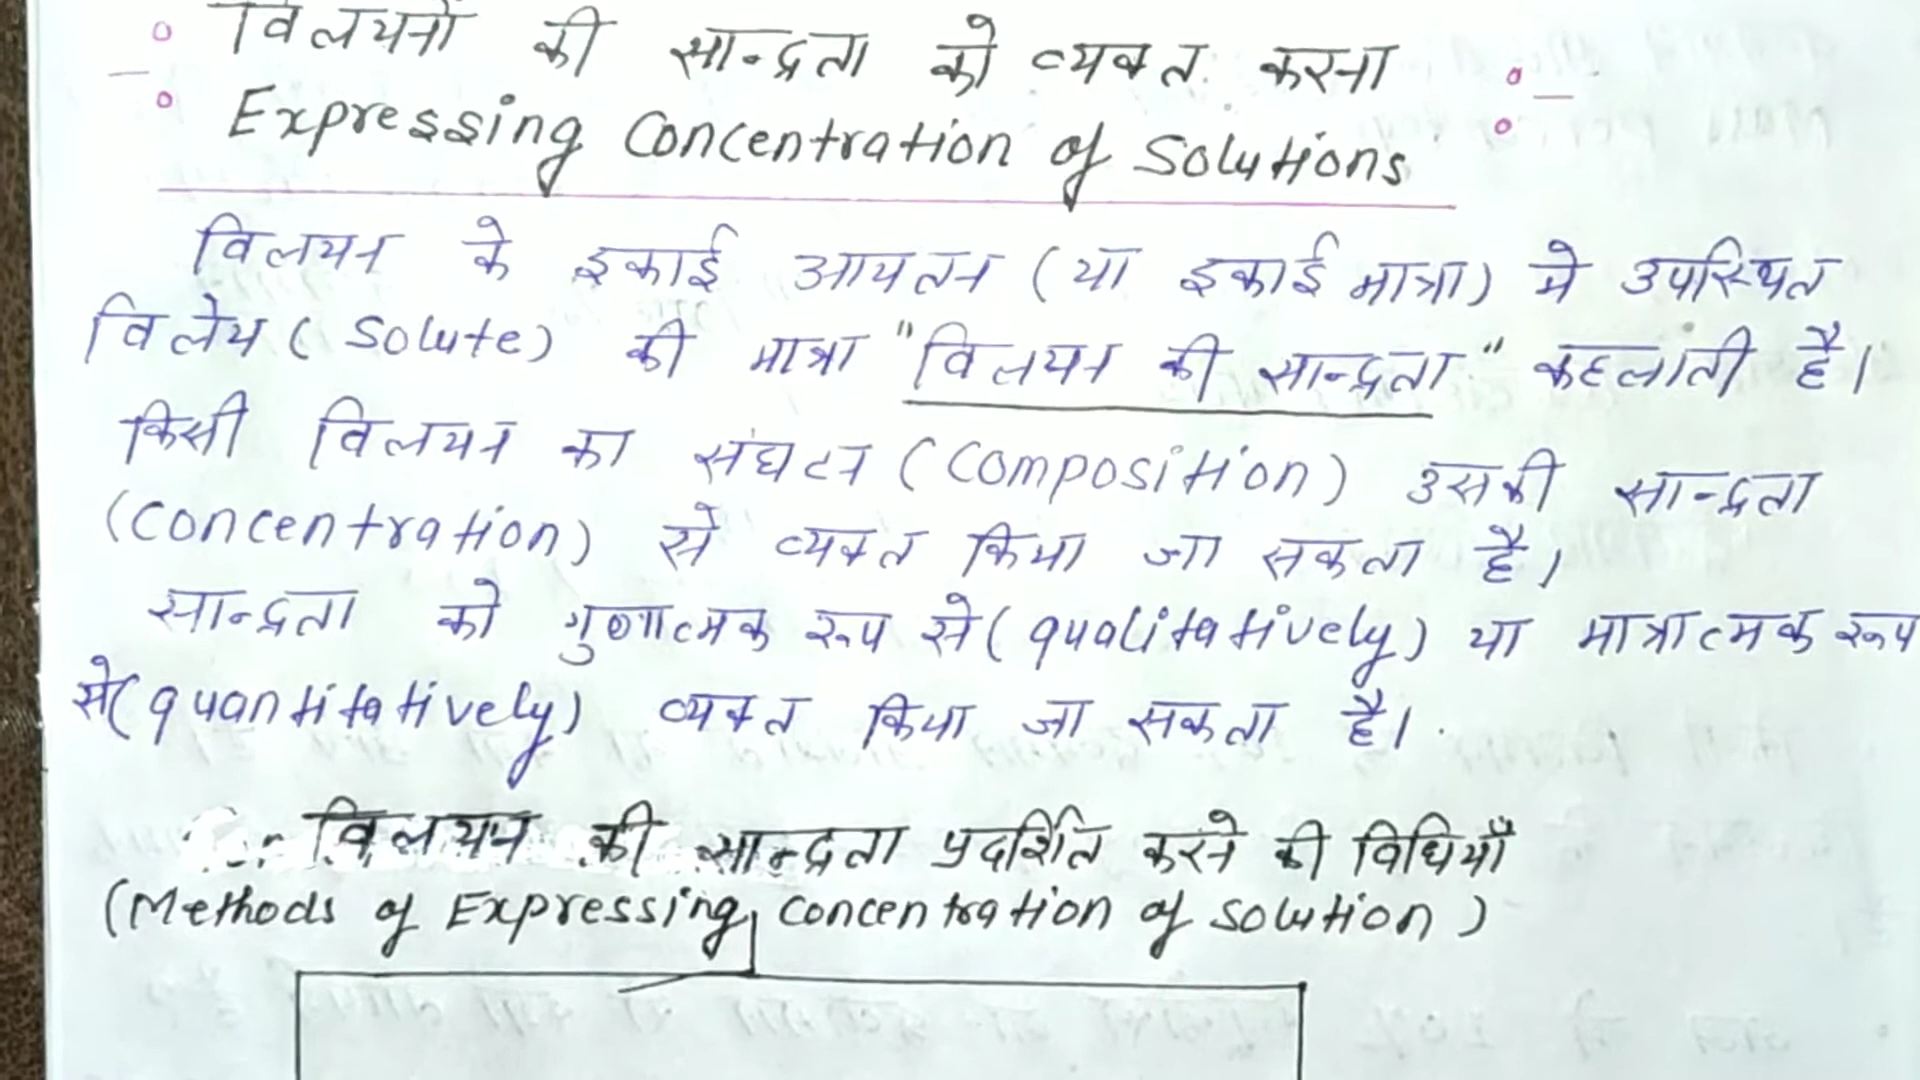 विलयनों की सान्द्रता को व्यक्त करना
Expressing Concentration of Solutions
विलयन के इकाई आयतन (या इकाई मात्रा) मे उपस्थित
विलेय (Solute) की मात्रा "विलयन की सान्द्रता" कहलाती है।
किसी विलयन का संघटन (Composition) उसकी सान्द्रता
(Concentration) से व्यक्त किया जा सकता है।
सान्द्रता को गुणात्मक रूप से (qualitatively) या मात्रात्मक रूप
से (quantitatively) व्यक्त किया जा सकता है।
विलयन की सान्द्रता प्रदर्शित करने की विधियाँ
(Methods of Expressing Concentration of Solution)